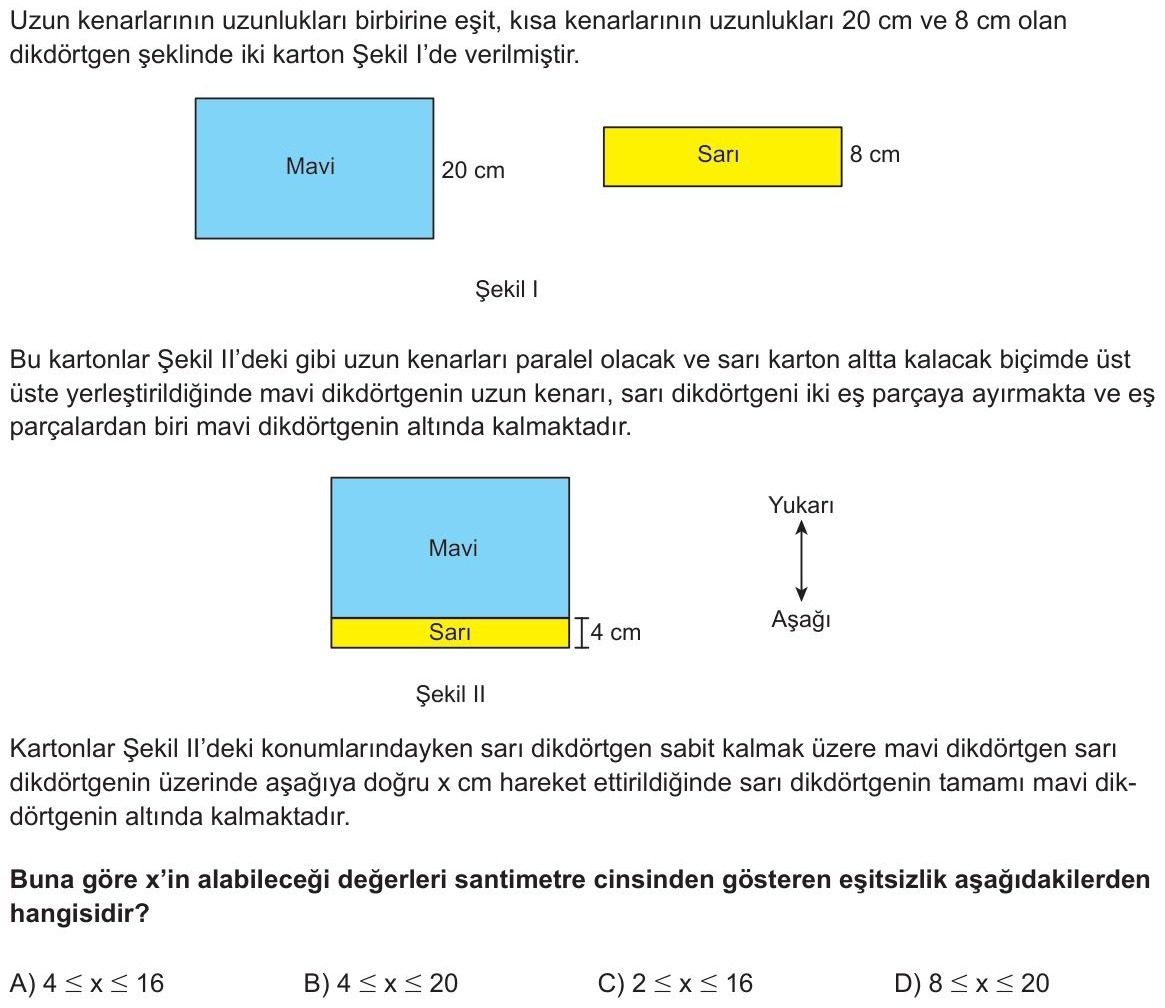 Uzun kenarlarının uzunlukları birbirine eşit, kısa kenarlarının uzunlukları 20 cm ve 8 cm olan
dikdörtgen şeklinde iki karton Şekil I’de verilmiştir.
Mavi
20 cm
Sarı
8 cm
Şekil I
Bu kartonlar Şekil II’deki gibi uzun kenarları paralel olacak ve sarı karton altta kalacak biçimde üst
üste yerleştirildiğinde mavi dikdörtgenin uzun kenarı, sarı dikdörtgeni iki eş parçaya ayırmakta ve eş
parçalardan biri mavi dikdörtgenin altında kalmaktadır.
Mavi
Sarı
4 cm
Yukarı
Aşağı
Şekil II
Kartonlar Şekil II’deki konumlarındayken sarı dikdörtgen sabit kalmak üzere mavi dikdörtgen sarı
dikdörtgenin üzerinde aşağıya doğru x cm hareket ettirildiğinde sarı dikdörtgenin tamamı mavi dik-
dörtgenin altında kalmaktadır.
Buna göre x’in alabileceği değerleri santimetre cinsinden gösteren eşitsizlik aşağıdakilerden
hangisidir?
A) 4 ≤ x ≤ 16 B) 4 ≤ x ≤ 20 C) 2 ≤ x ≤ 16 D) 8 ≤ x ≤ 20